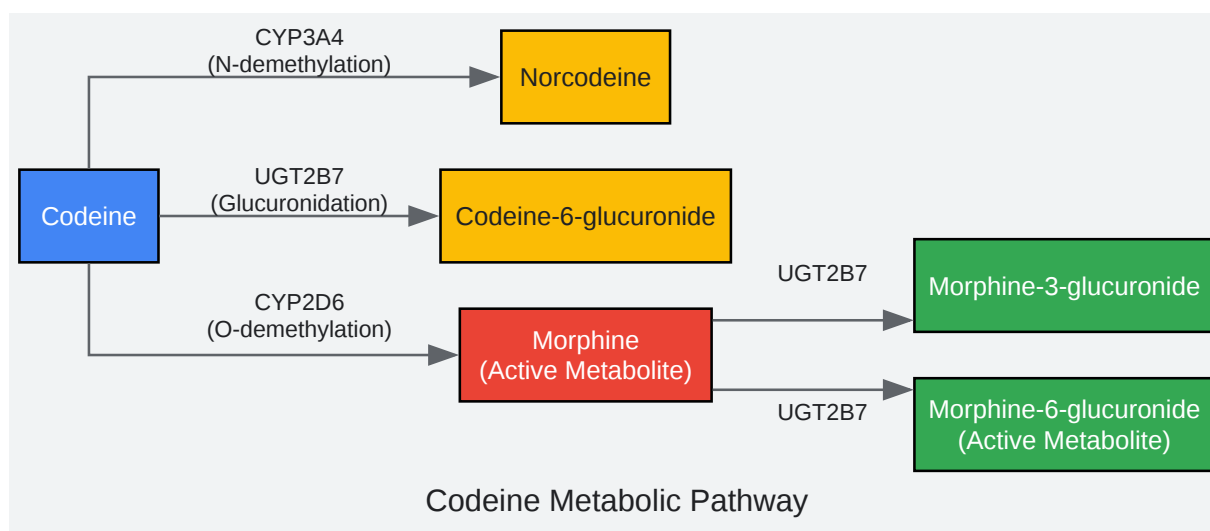 CYP3A4
(N-demethylation)
Norcodeine
Codeine
UGT2B7
(Glucuronidation)
Codeine-6-glucuronide
CYP2D6
(O-demethylation)
Morphine
(Active Metabolite)
UGT2B7
Morphine-3-glucuronide
UGT2B7
Morphine-6-glucuronide
(Active Metabolite)
Codeine Metabolic Pathway